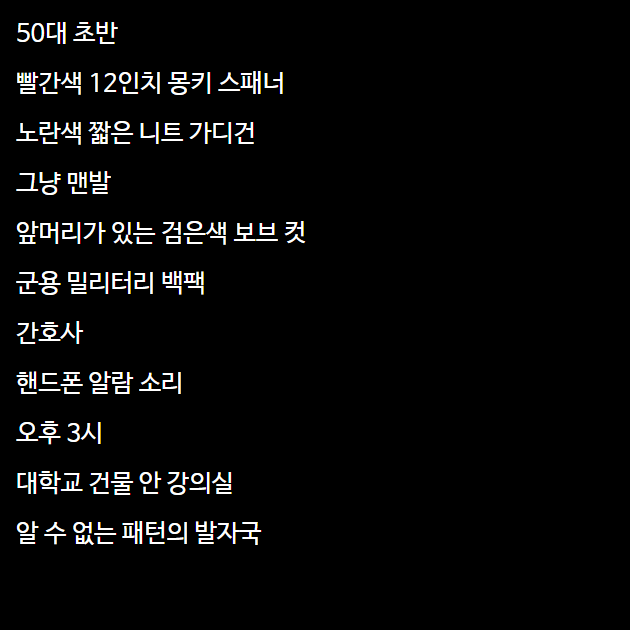 50대 초반
빨간색 12인치 몽키 스패너
노란색 짧은 니트 가디건
그냥 맨발
앞머리가 있는 검은색 보브 컷
군용 밀리터리 백팩
간호사
핸드폰 알람 소리
오후 3시
대학교 건물 안 강의실
알 수 없는 패턴의 발자국